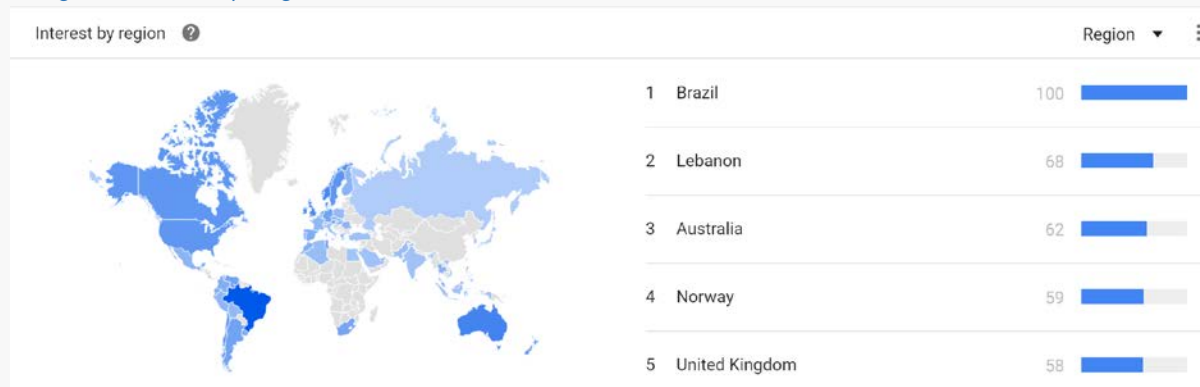 Interest by region
Region
1 Brazil 100
2 Lebanon 68
3 Australia 62
4 Norway 59
5 United Kingdom 58